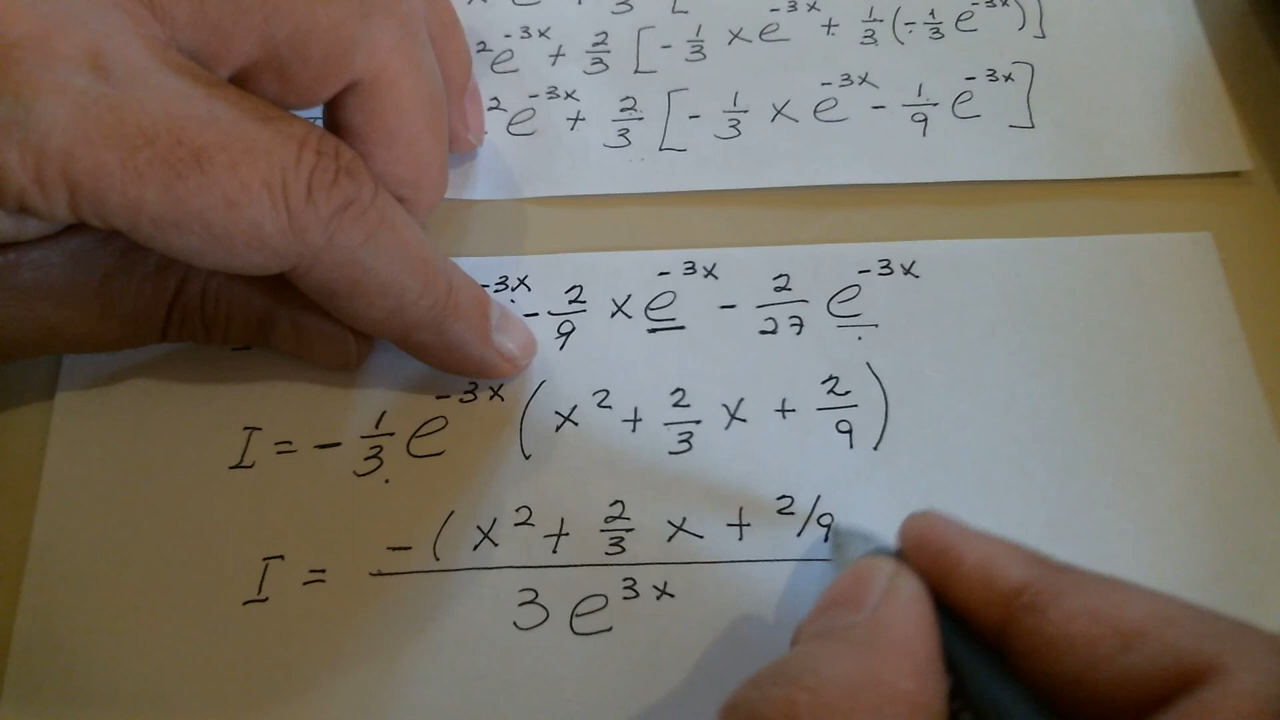 ²e^{-3x} + 2/3 [ - 1/3 xe^{-3x} + 1/3 (- 1/3 e^{-3x}) ]
²e^{-3x} + 2/3 [ - 1/3 x e^{-3x} - 1/9 e^{-3x} ]
-3x - 2/9 x e^{-3x} - 2/27 e^{-3x}
I = - 1/3 e^{-3x} ( x² + 2/3 x + 2/9 )
I = -( x² + 2/3 x + 2/9 / 3 e^{3x}